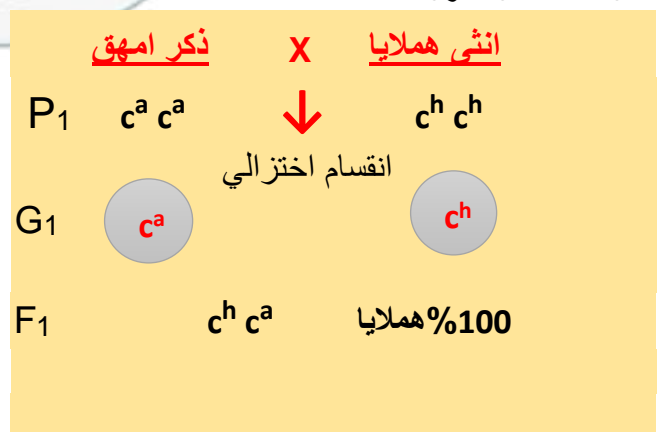 ذكر امهق X انثى هملايا
P1 cᵃ cᵃ ↓ cʰ cʰ
انقسام اختزالي
G1 cᵃ cʰ
F1 cʰ cᵃ 100%هملايا